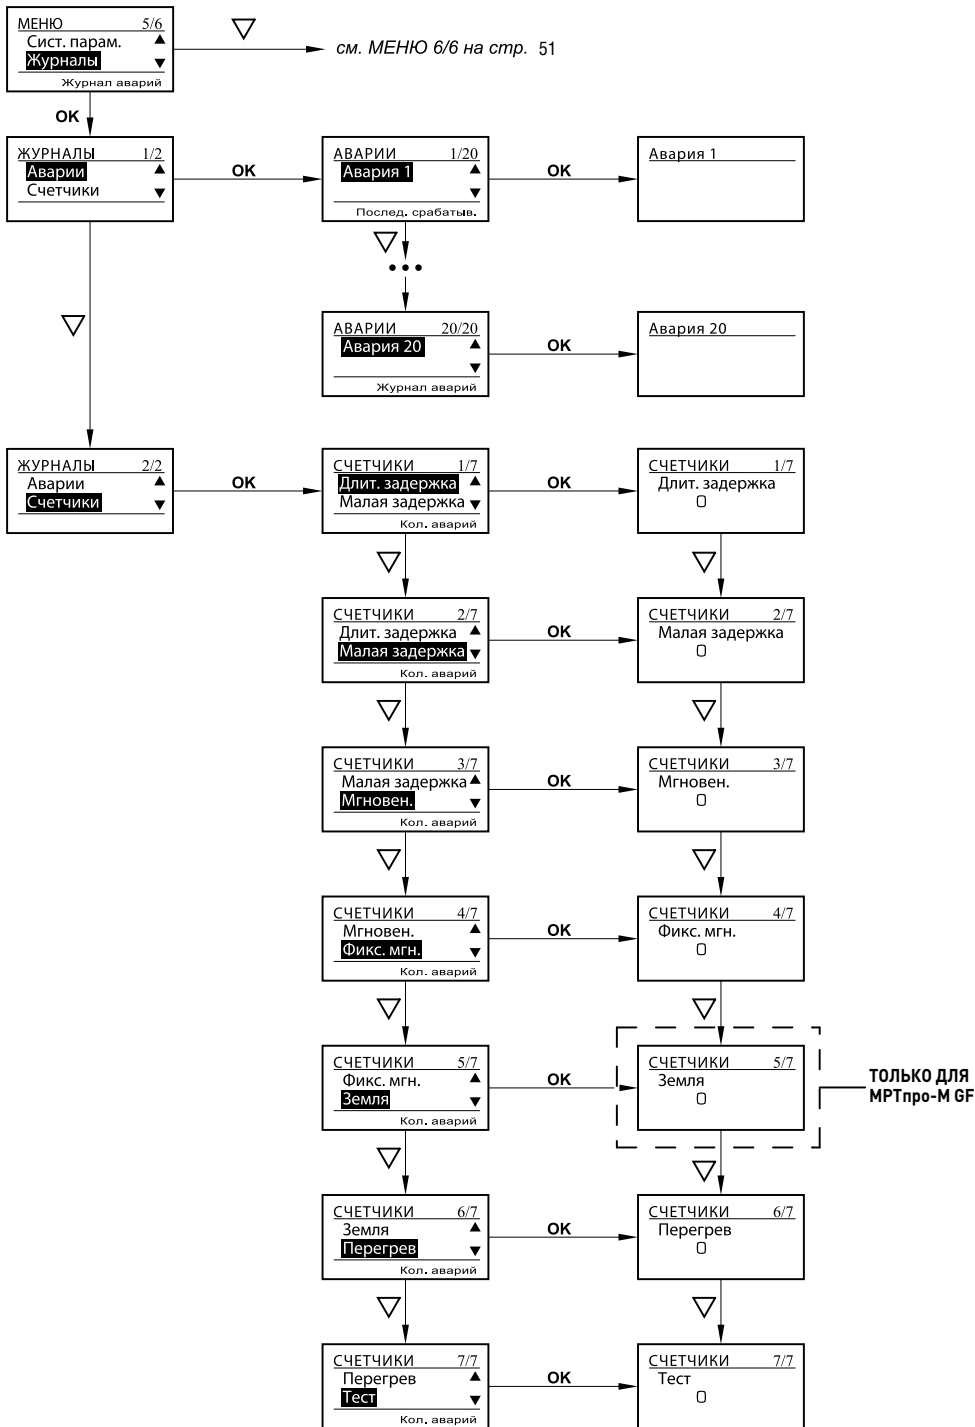 МЕНЮ 5/6
Сист. парам.
Журналы
Журнал аварий
см. МЕНЮ 6/6 на стр. 51
OK
ЖУРНАЛЫ 1/2
Аварии
Счетчики
OK
АВАРИИ 1/20
Авария 1
Послед. срабатыв.
OK
Авария 1
АВАРИИ 20/20
Авария 20
Журнал аварий
OK
Авария 20
ЖУРНАЛЫ 2/2
Аварии
Счетчики
OK
СЧЕТЧИКИ 1/7
Длит. задержка
Малая задержка
Кол. аварий
OK
СЧЕТЧИКИ 1/7
Длит. задержка
0
СЧЕТЧИКИ 2/7
Длит. задержка
Малая задержка
Кол. аварий
OK
СЧЕТЧИКИ 2/7
Малая задержка
0
СЧЕТЧИКИ 3/7
Малая задержка
Мгновен.
Кол. аварий
OK
СЧЕТЧИКИ 3/7
Мгновен.
0
СЧЕТЧИКИ 4/7
Мгновен.
Фикс. мгн.
Кол. аварий
OK
СЧЕТЧИКИ 4/7
Фикс. мгн.
0
СЧЕТЧИКИ 5/7
Фикс. мгн.
Земля
Кол. аварий
OK
СЧЕТЧИКИ 5/7
Земля
0
ТОЛЬКО ДЛЯ
МРТпро-М GF
СЧЕТЧИКИ 6/7
Земля
Перегрев
Кол. аварий
OK
СЧЕТЧИКИ 6/7
Перегрев
0
СЧЕТЧИКИ 7/7
Перегрев
Тест
Кол. аварий
OK
СЧЕТЧИКИ 7/7
Тест
0